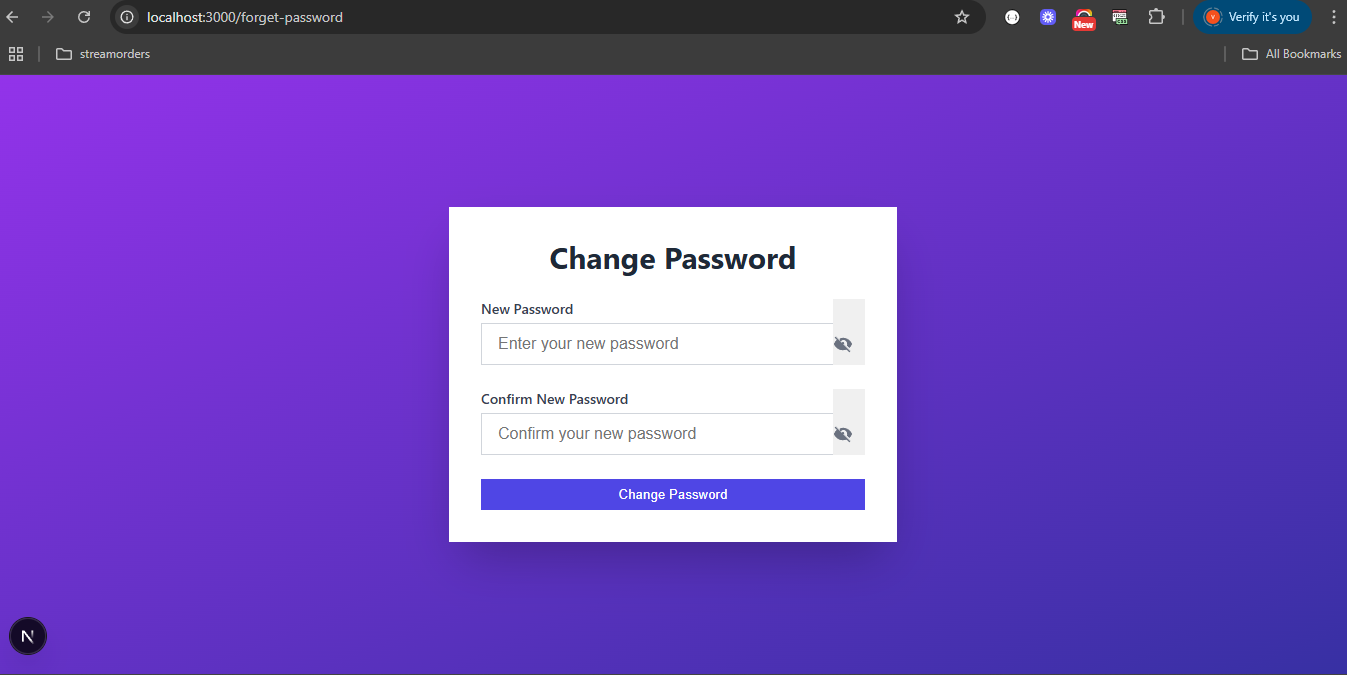 localhost:3000/forget-password
New
Verify it's you
streamorders
All Bookmarks
Change Password
New Password
Enter your new password
Confirm New Password
Confirm your new password
Change Password
N